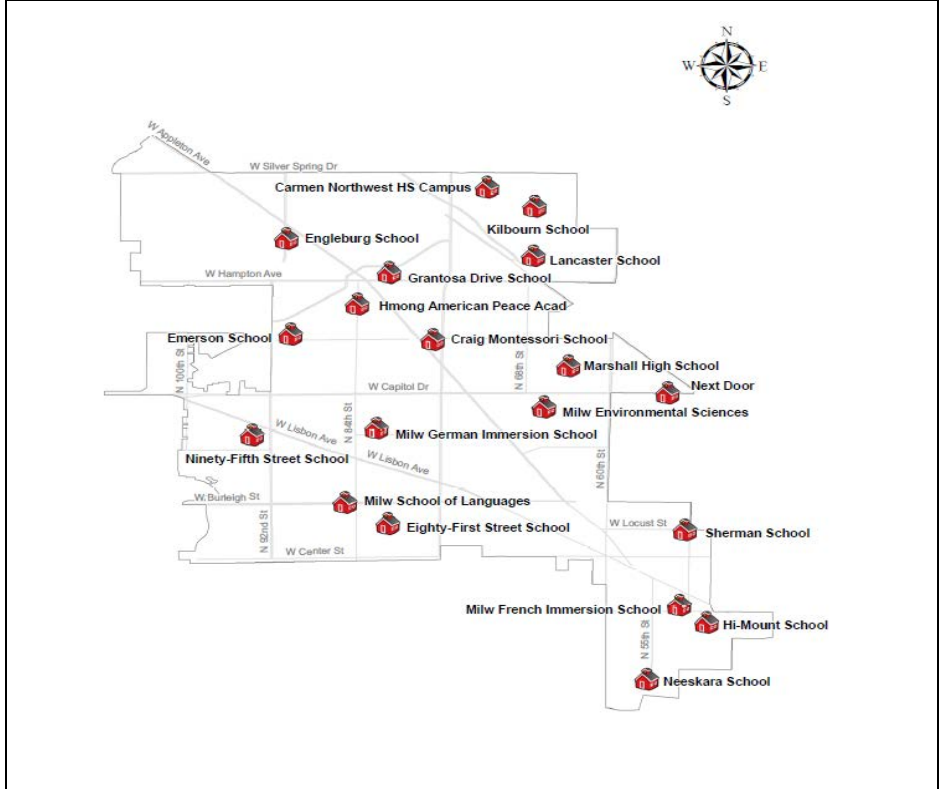 N
W
E
S
W Appleton Ave
W Silver Spring Dr
Carmen Northwest HS Campus
Kilbourn School
Engleburg School
Lancaster School
W Hampton Ave
Grantosa Drive School
Hmong American Peace Acad
Emerson School
Craig Montessori School
N 100th St
N 68th St
Marshall High School
W Capitol Dr
Next Door
N 84th St
Milw Environmental Sciences
W Lisbon Ave
Milw German Immersion School
Ninety-Fifth Street School
W Lisbon Ave
N 60th St
W Burleigh St
Milw School of Languages
N 92nd St
Eighty-First Street School
W Locust St
Sherman School
W Center St
Milw French Immersion School
Hi-Mount School
N 55th St
Neeskara School